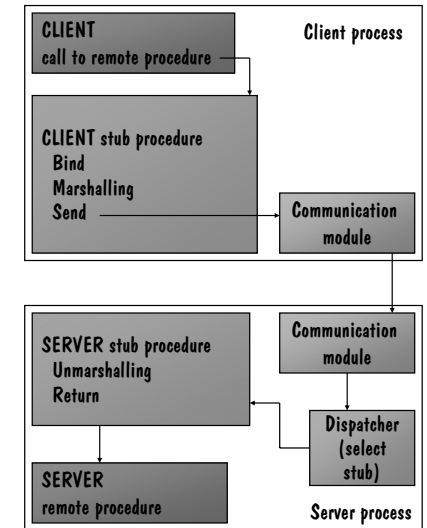 CLIENT
call to remote procedure
Client process
CLIENT stub procedure
Bind
Marshalling
Send
Communication
module
Communication
module
SERVER stub procedure
Unmarshalling
Return
Dispatcher
(select
stub)
SERVER
remote procedure
Server process